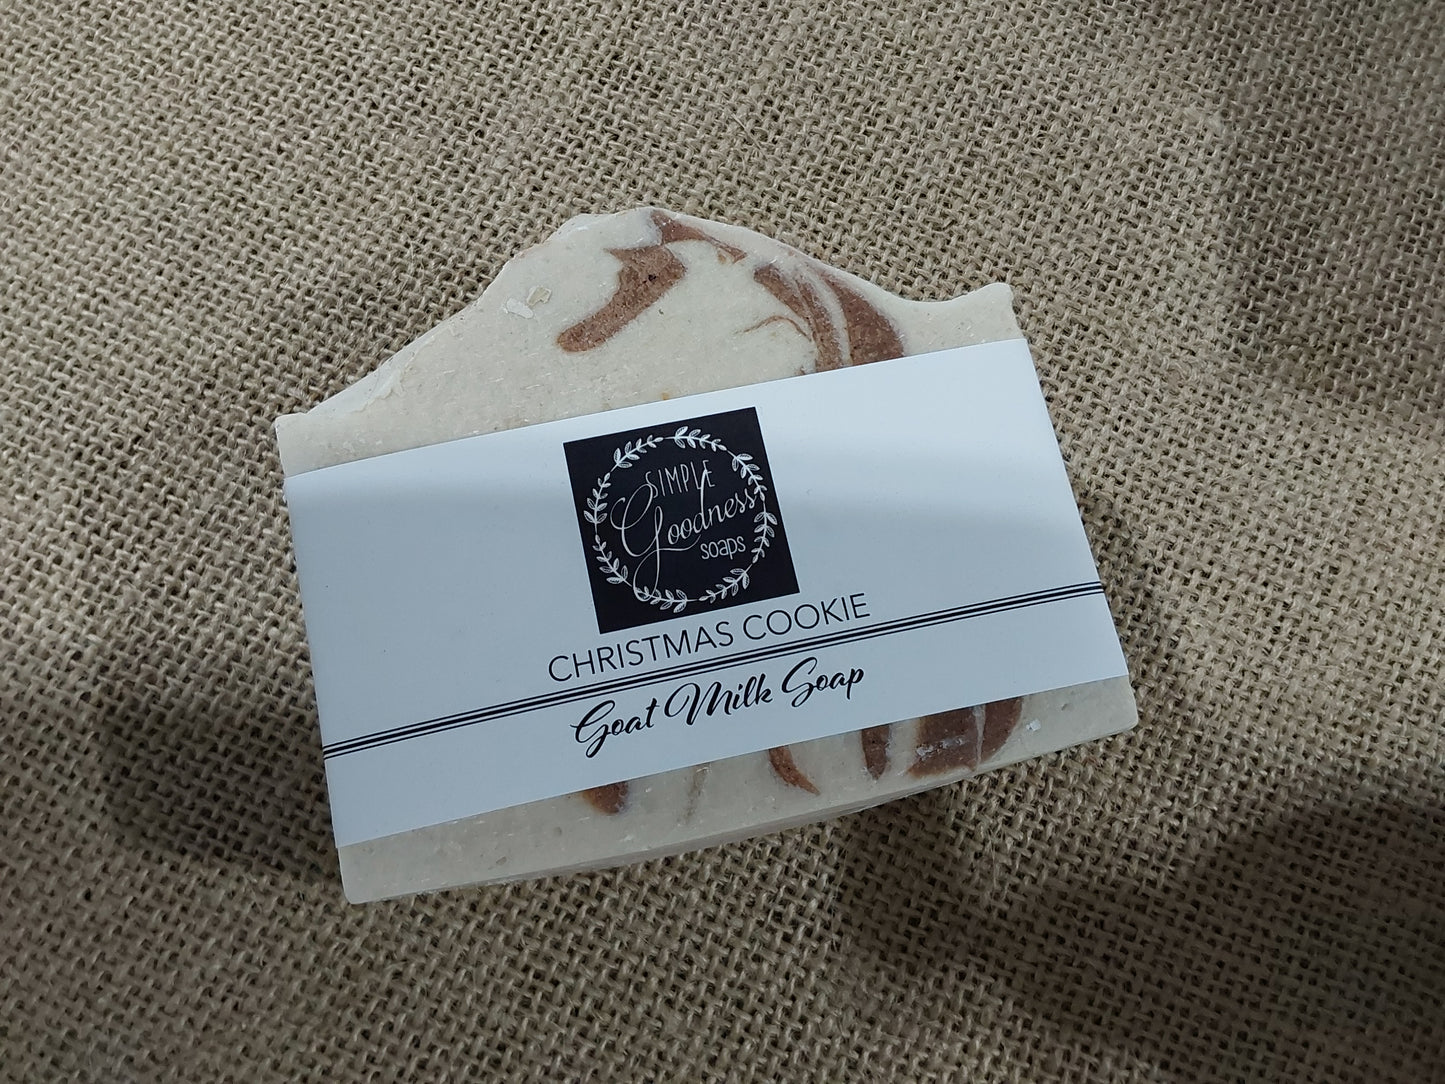 SIMPLE
Goodness
soaps
CHRISTMAS COOKIE
Goat Milk Soap